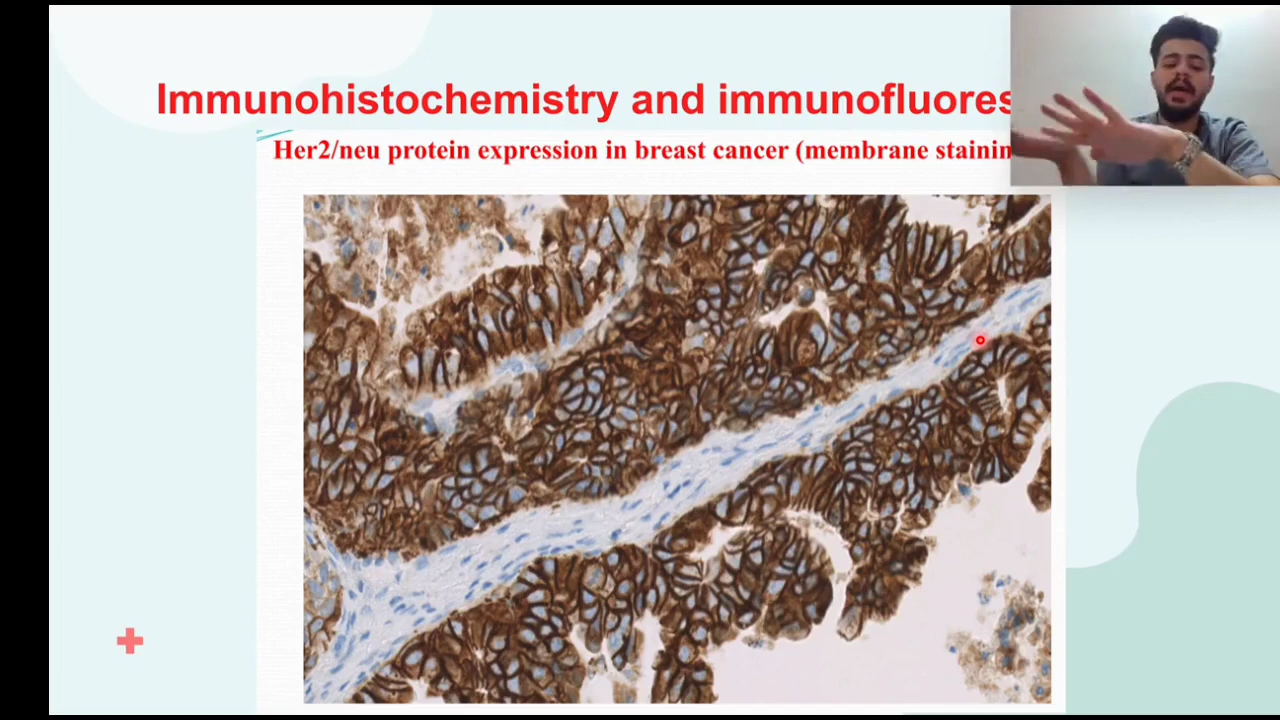 Immunohistochemistry and immunofluores
Her2/neu protein expression in breast cancer (membrane stainin